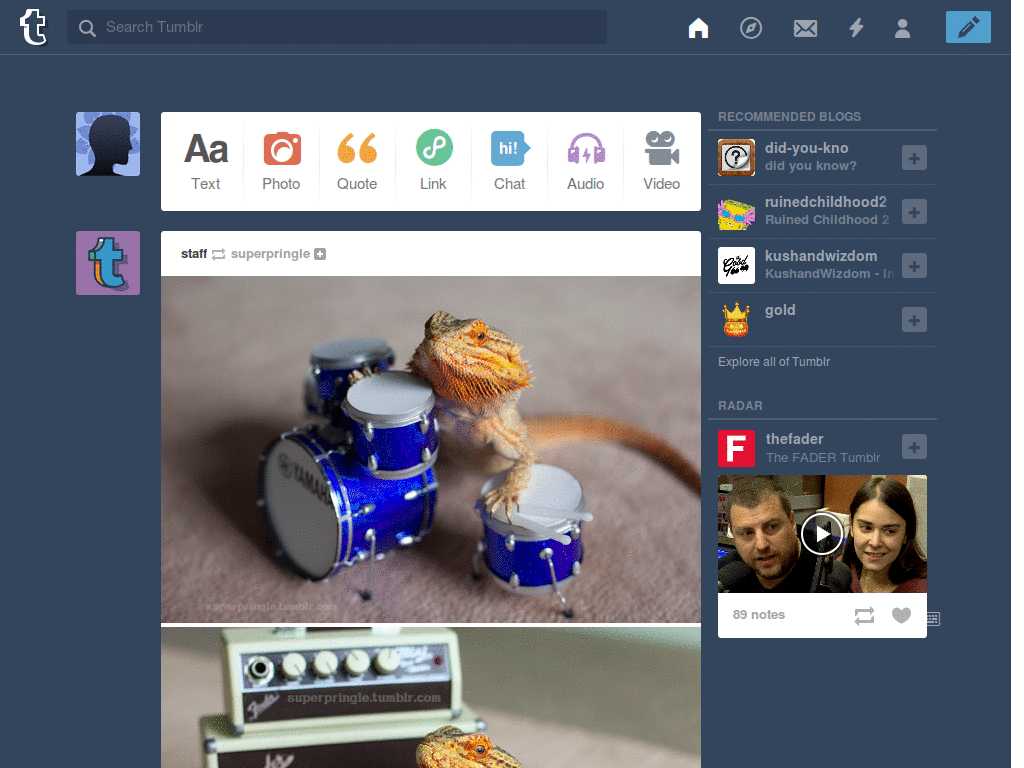 Search Tumblr
Aa
hi!
Text
Photo
Quote
Link
Chat
Audio
Video
staff superpringle
YAMAHA
superpringle.tumblr.com
superpringle.tumblr.com
Fender
RECOMMENDED BLOGS
did-you-kno
did you know?
ruinedchildhood2
Ruined Childhood 2
kushandwizdom
KushandWizdom - In
gold
Explore all of Tumblr
RADAR
F
thefader
The FADER Tumblr
89 notes